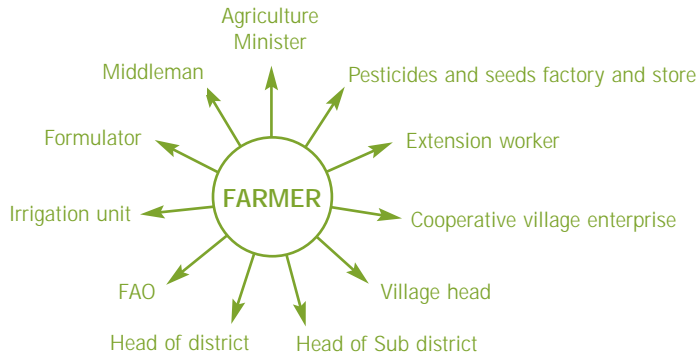 Agriculture
Minister
Middleman
Pesticides and seeds factory and store
Formulator
Extension worker
FARMER
Irrigation unit
Cooperative village enterprise
FAO
Village head
Head of district
Head of Sub district